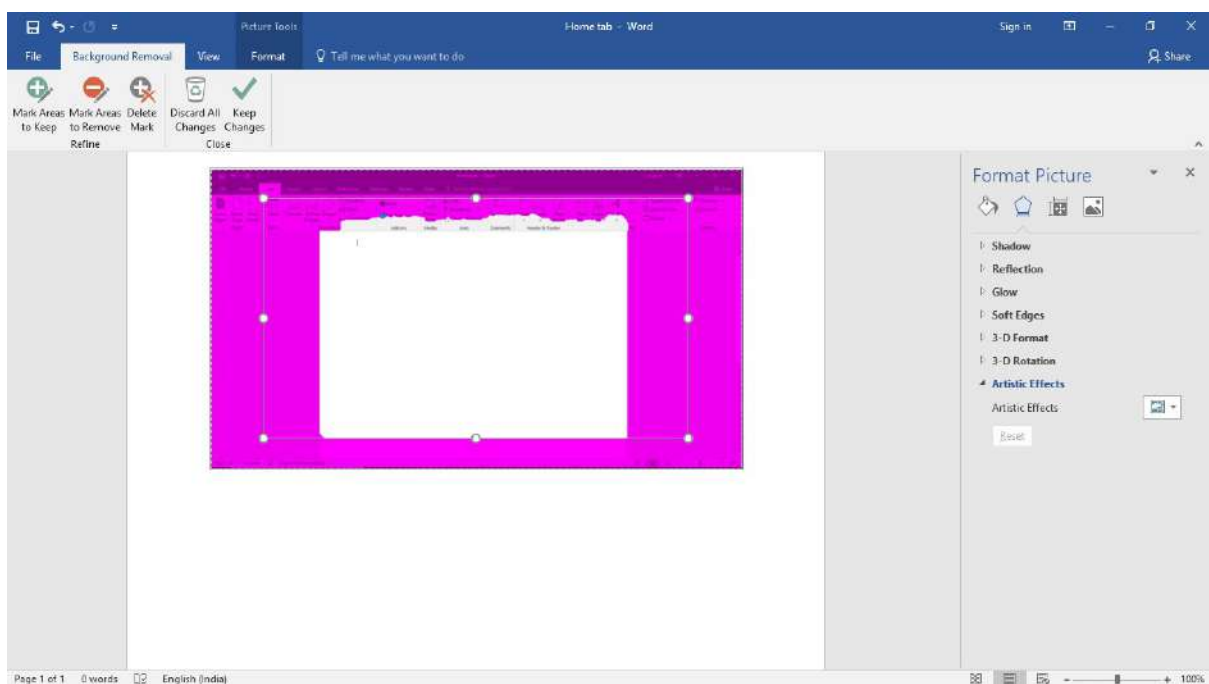 Picture Tools
Home tab - Word
Sign in
File Background Removal View Format Tell me what you want to do
Share
Mark Areas to Keep
Mark Areas to Remove
Delete Mark
Discard All Changes
Keep Changes
Refine
Close
Format Picture
Shadow
Reflection
Glow
Soft Edges
3-D Format
3-D Rotation
Artistic Effects
Artistic Effects
Reset
Page 1 of 1 0 words English (India)
100%